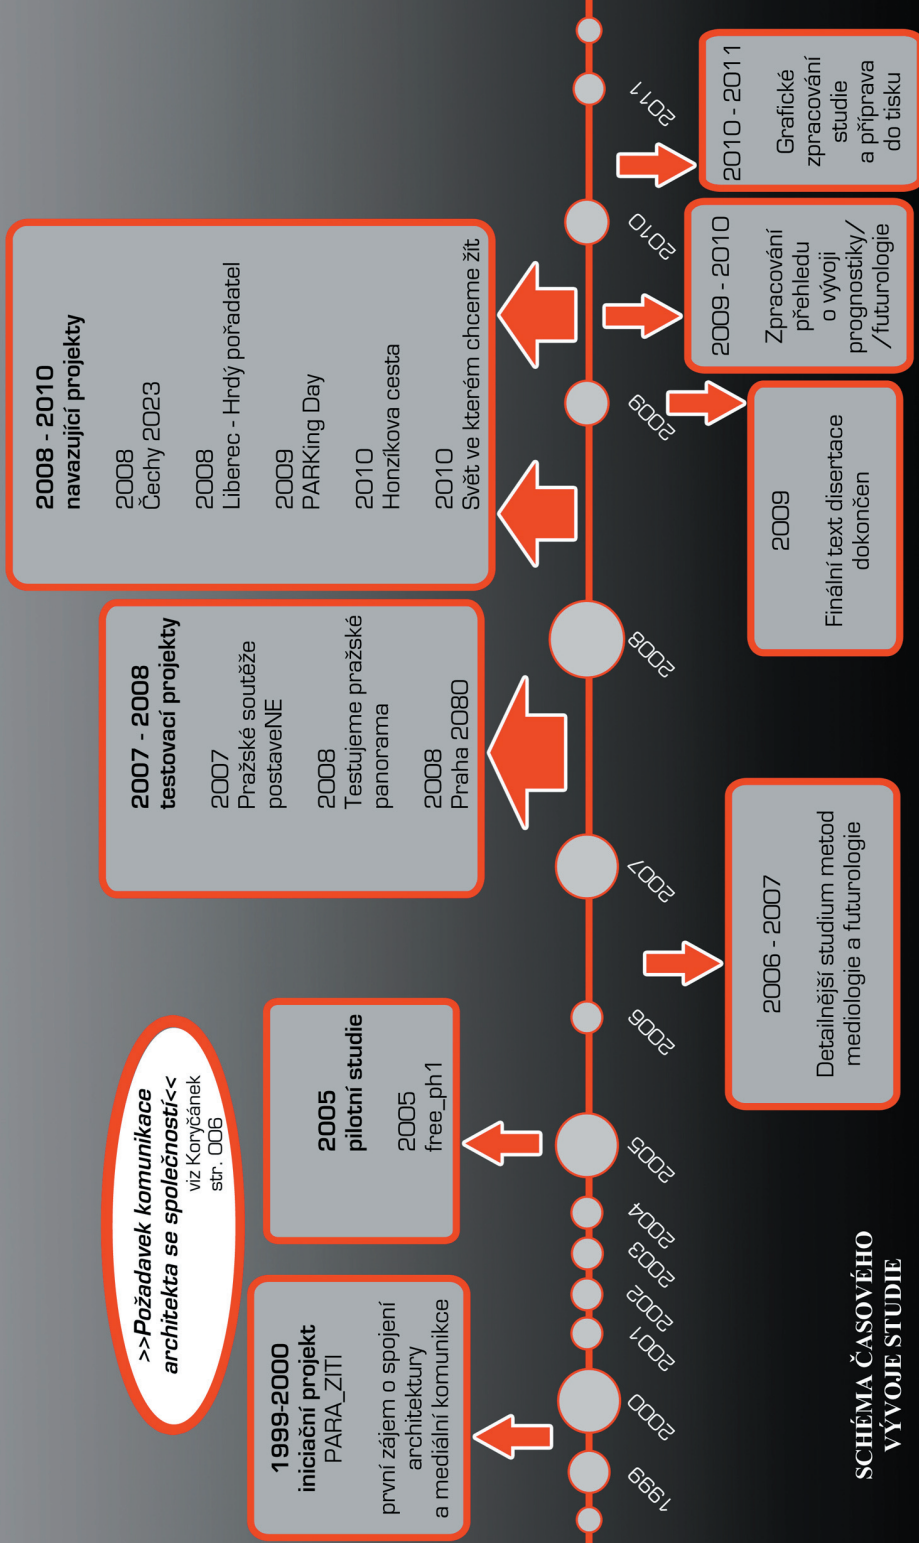 >>Požadavek komunikace
architekta se společností<<
viz Koryčánek
str. 006
1999-2000
iniciační projekt
PARA_ZITI
první zájem o spojení
architektury
a mediální komunikce
2005
pilotní studie
2005
free_ph1
2007 - 2008
testovací projekty
2007
Pražské soutěže
postaveNE
2008
Testujeme pražské
panorama
2008
Praha 2080
2008 - 2010
navazující projekty
2008
Čechy 2023
2008
Liberec - Hrdý pořadatel
2009
PARKing Day
2010
Honzíkova cesta
2010
Svět ve kterém chceme žít
1999
2000
2001
2002
2003
2004
2005
2006
2007
2008
2009
2010
2011
2006 - 2007
Detailnější studium metod
mediologie a futurologie
2009
Finální text disertace
dokončen
2009 - 2010
Zpracování
přehledu
o vývoji
prognostiky/
/futurologie
2010 - 2011
Grafické
zpracování
studie
a příprava
do tisku
SCHÉMA ČASOVÉHO
VÝVOJE STUDIE